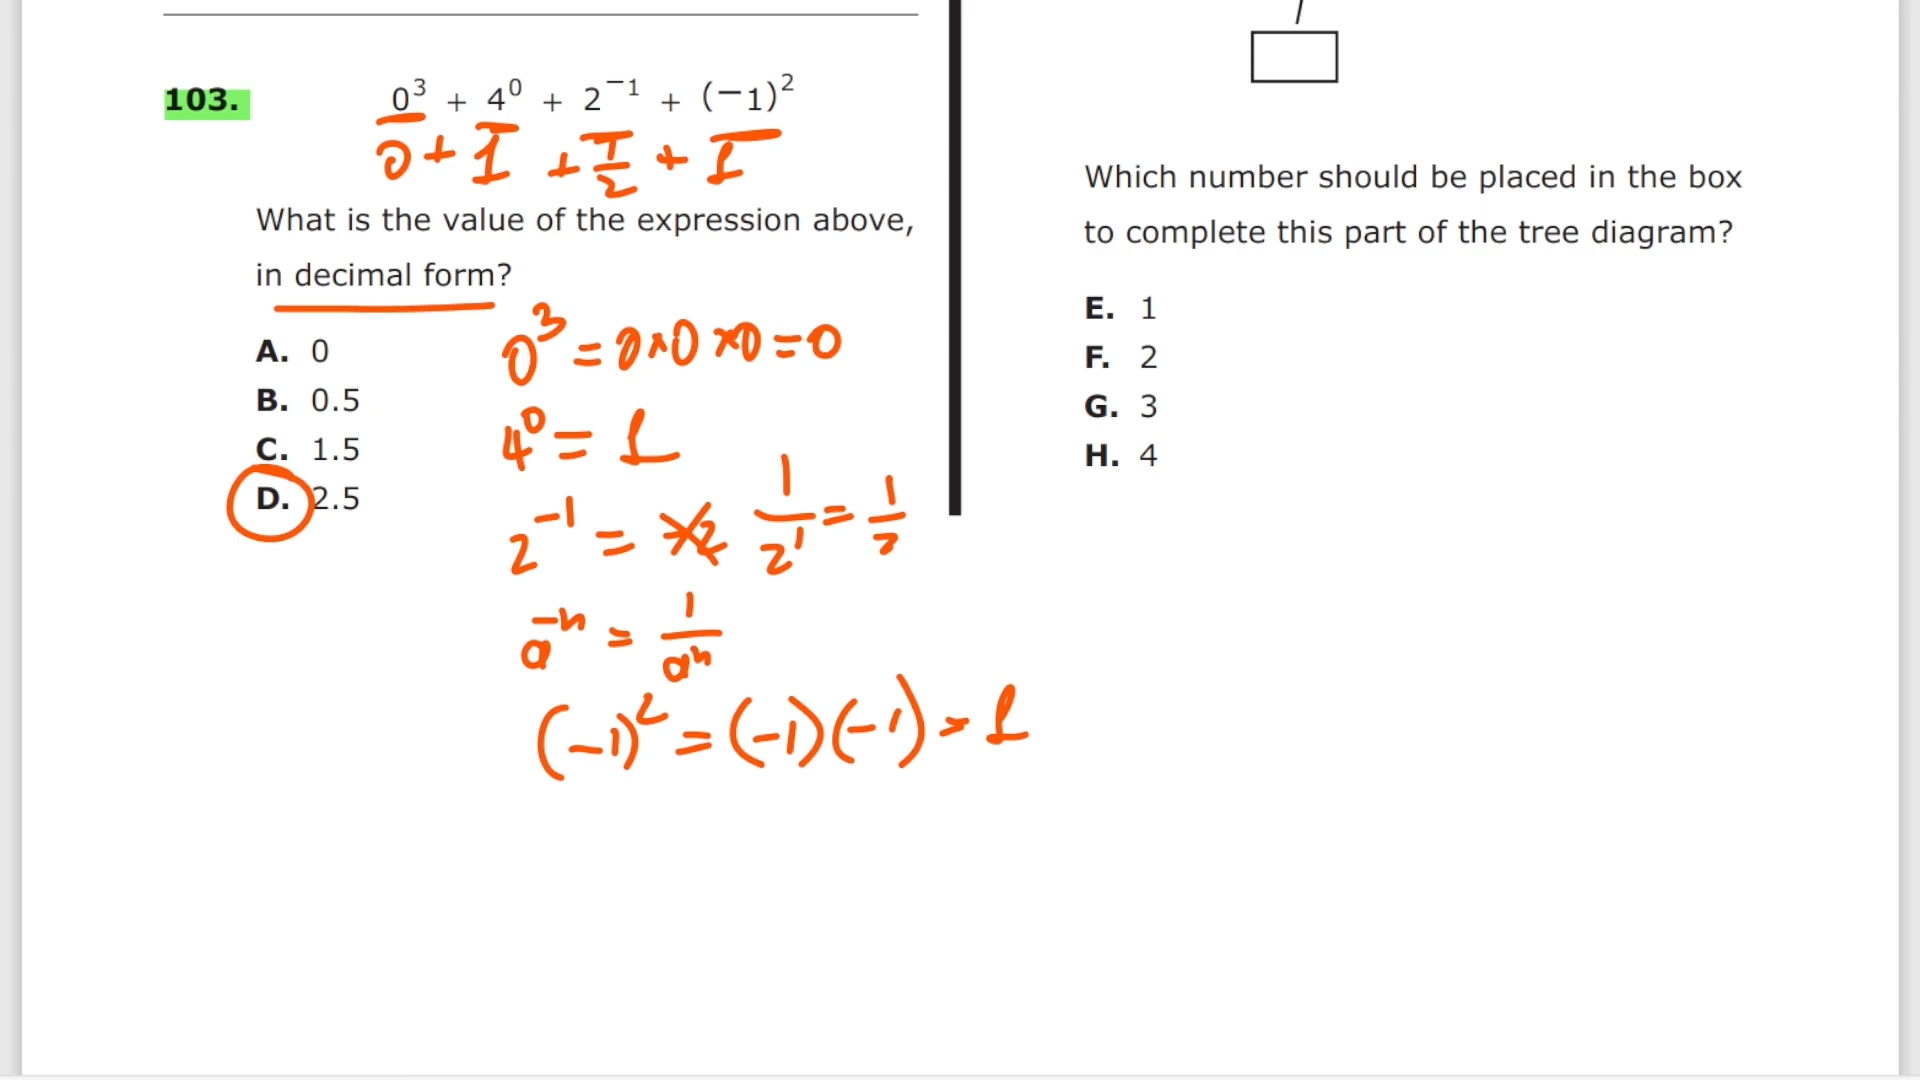 103. 0³ + 4⁰ + 2⁻¹ + (−1)²
0 + 1 + 1/2 + 1
What is the value of the expression above,
in decimal form?
A. 0
B. 0.5
C. 1.5
D. 2.5
0³ = 0×0×0=0
4⁰ = 1
2⁻¹ = 1/2¹ = 1/2
a⁻ⁿ = 1/aⁿ
(−1)² = (−1)(−1) = 1
Which number should be placed in the box
to complete this part of the tree diagram?
E. 1
F. 2
G. 3
H. 4